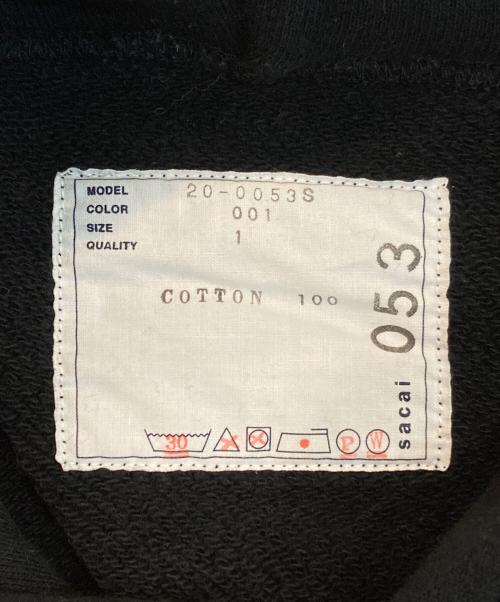 MODEL 20-0053S
COLOR 001
SIZE 1
QUALITY
COTTON 100
053
sacai
30
P
W